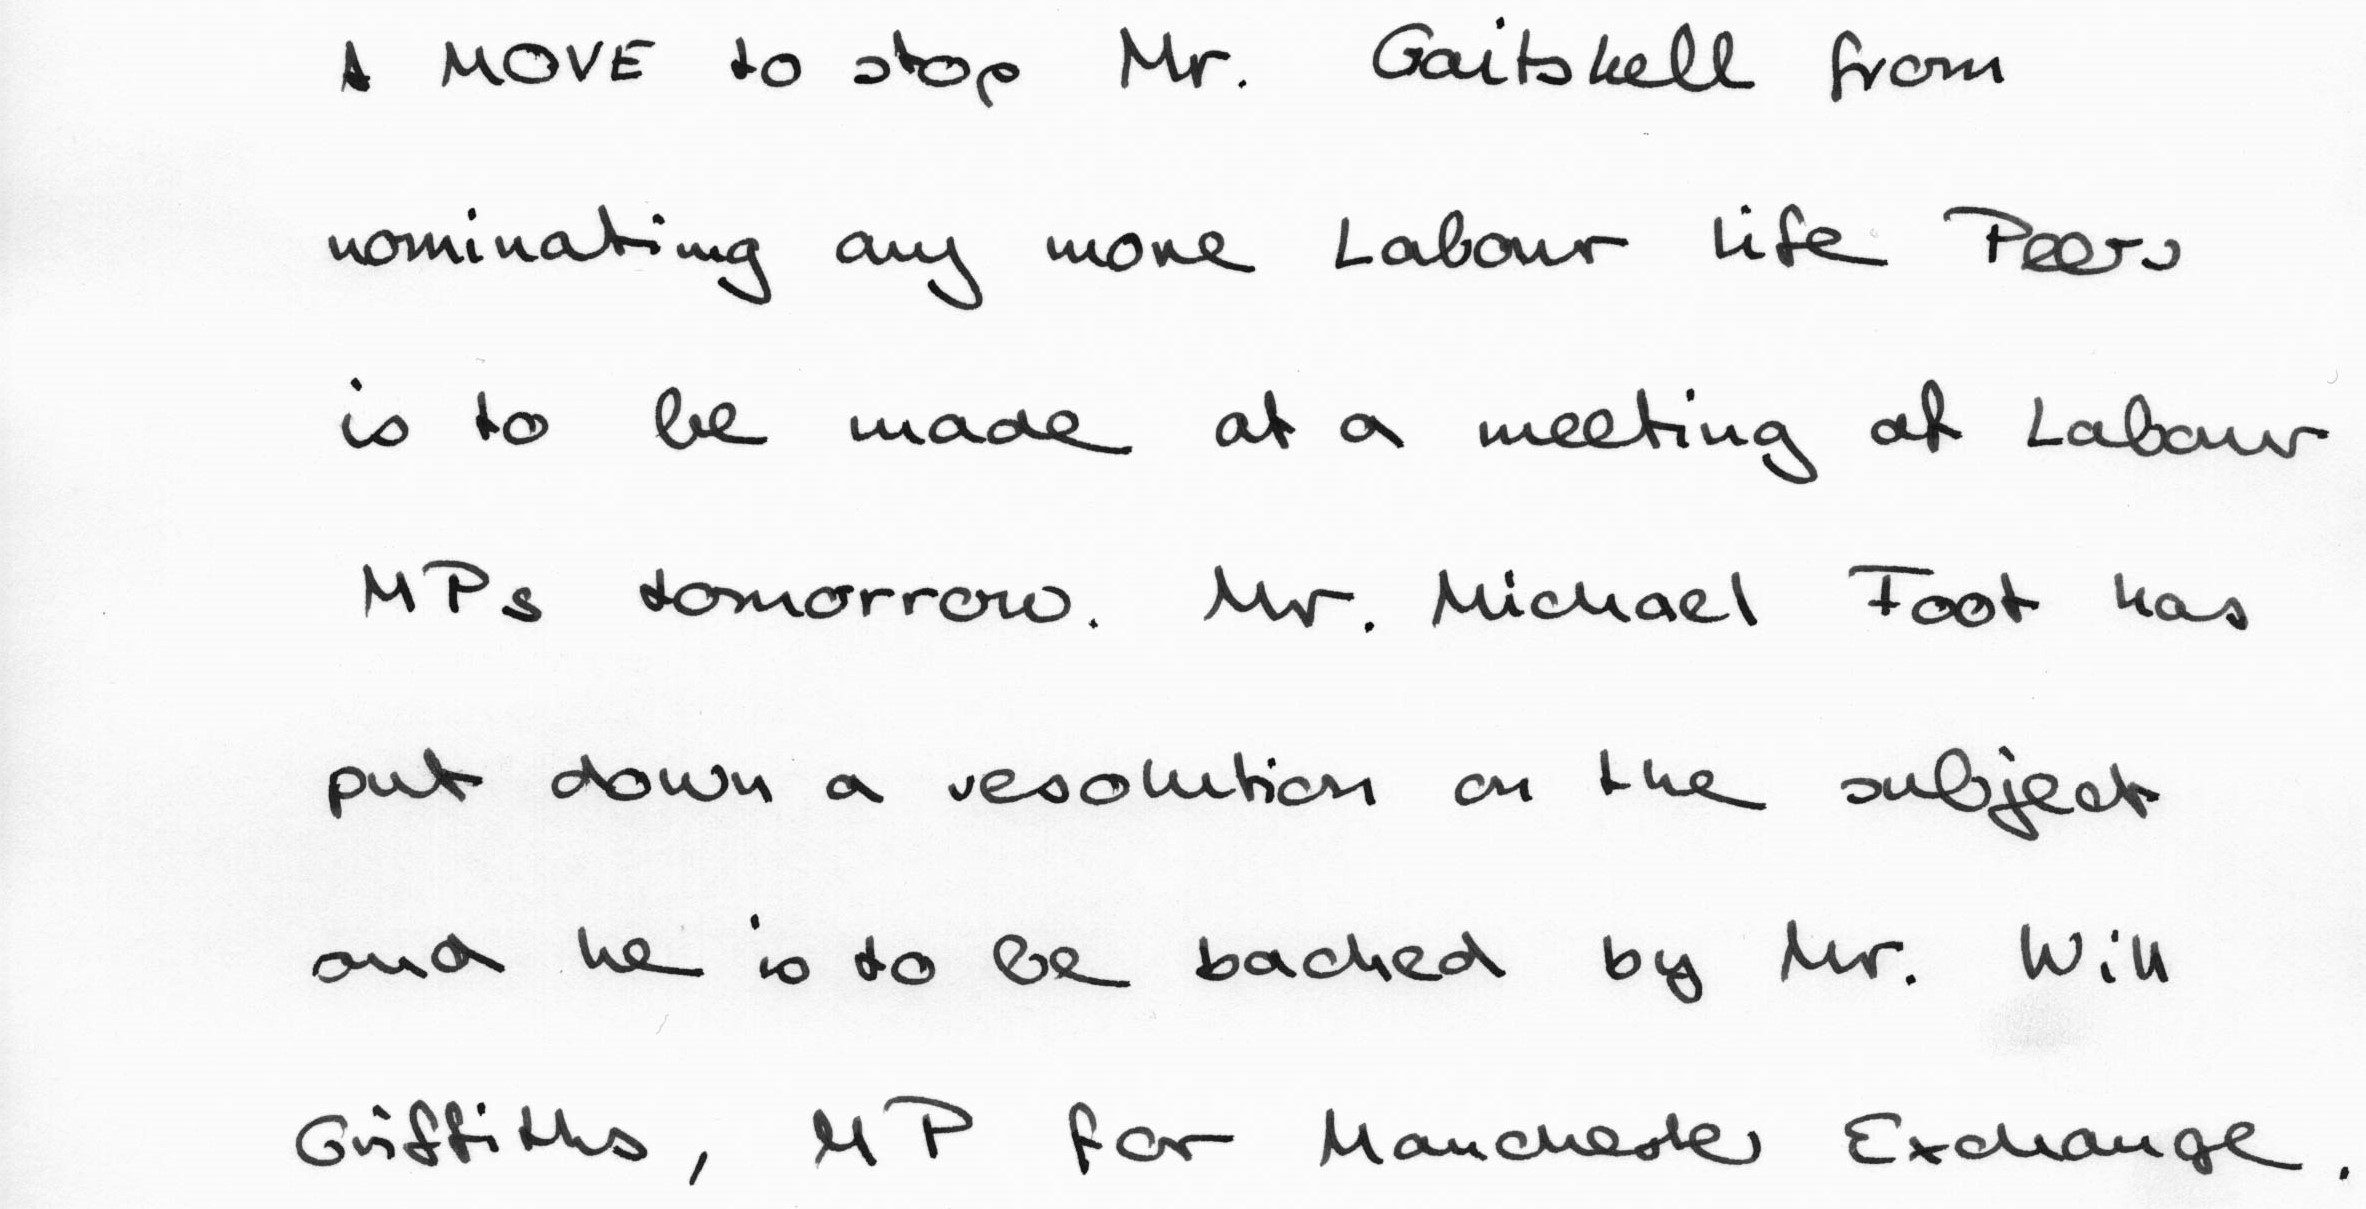 A MOVE to stop Mr. Gaitskell from
nominating any more Labour life Peers
is to be made at a meeting of Labour
MPs tomorrow. Mr. Michael Foot has
put down a resolution on the subject
and he is to be backed by Mr. Will
Griffiths, MP for Manchester Exchange.